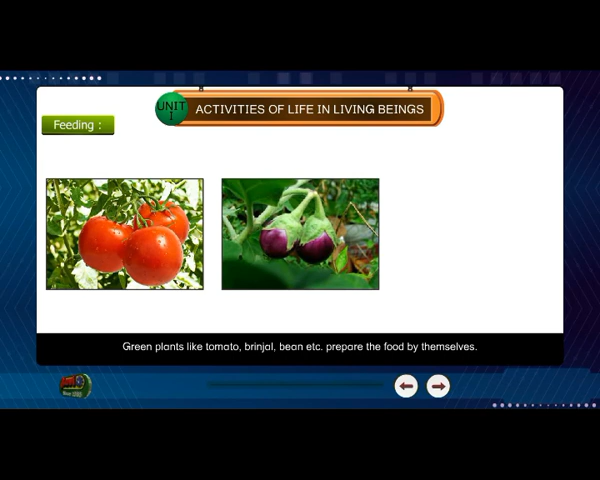 UNIT
I
ACTIVITIES OF LIFE IN LIVING BEINGS
Feeding :
Green plants like tomato, brinjal, bean etc. prepare the food by themselves.